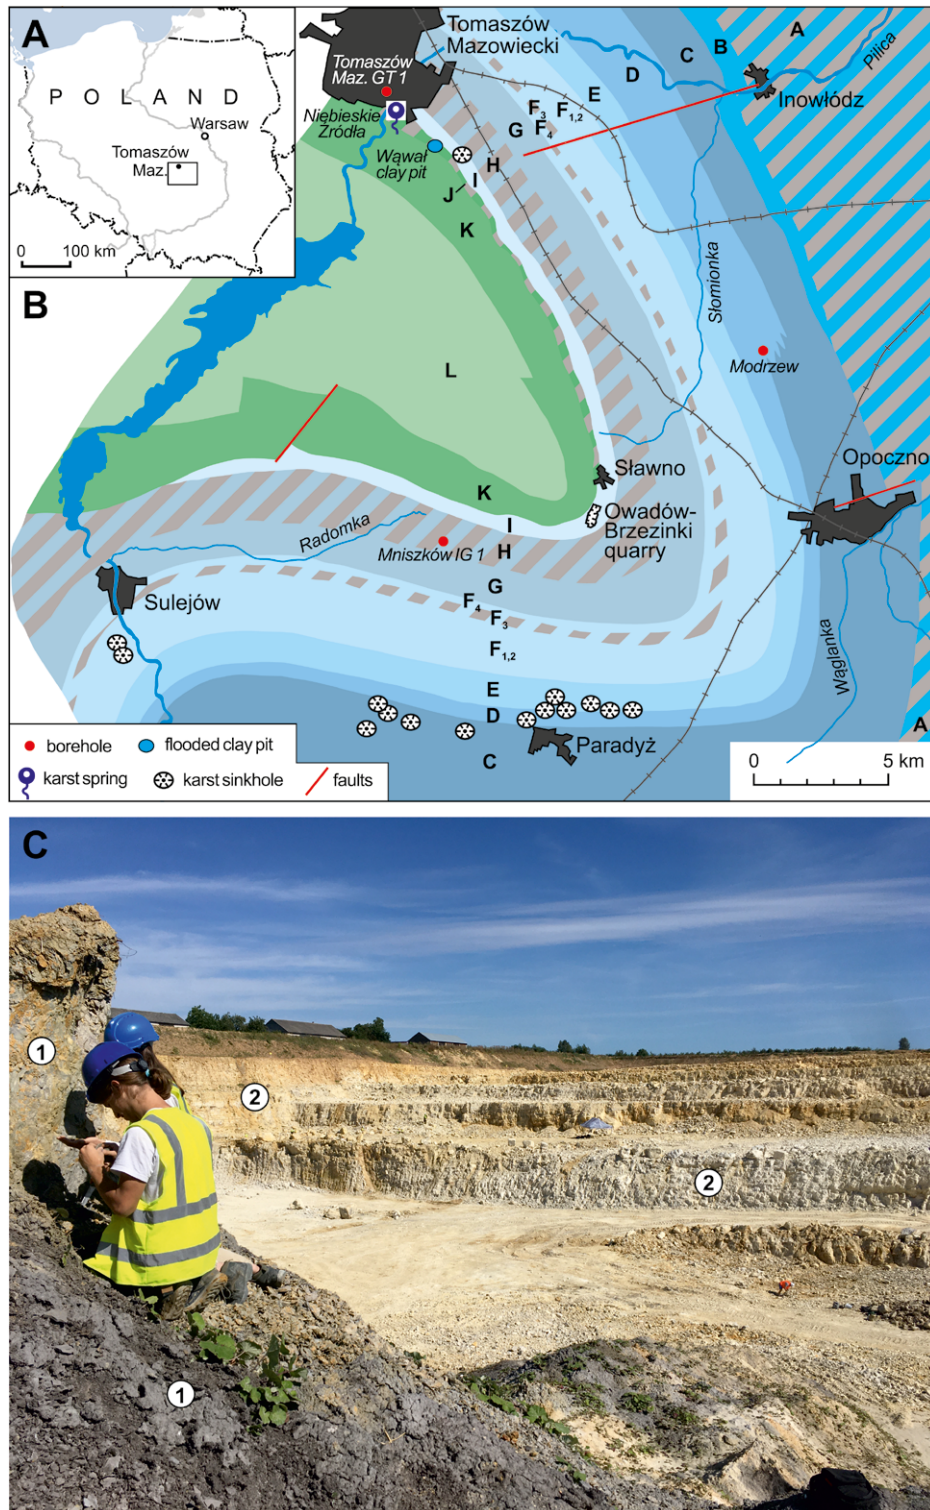 A
P O L A N D
Warsaw
Tomaszów
Maz.
0 100 km
B
Tomaszów
Mazowiecki
Tomaszów
Maz. GT 1
Niebieskie
Źródła
Wąwał
clay pit
A
B
C
D
Pilica
Inowłódz
E
F3
F1,2
F4
G
H
I
J
K
Słomionka
Modrzew
L
Opoczno
Sławno
K
I
Owadów-
Brzezinki
quarry
Radomka
Mniszków IG 1
H
G
F4
F3
F1,2
Sulejów
Wąglanka
E
D
C
Paradyż
A
borehole
flooded clay pit
karst spring
karst sinkhole
faults
0 5 km
C
1
2
2
1